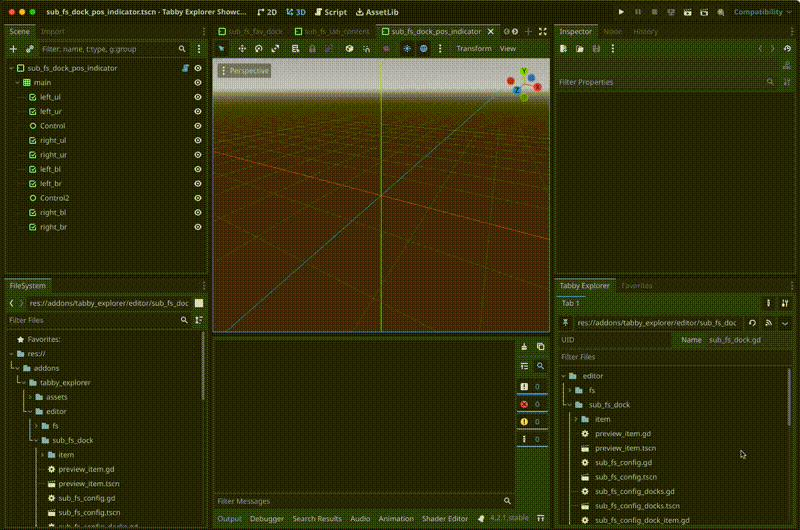 sub_fs_dock_pos_indicator.tscn - Tabby Explorer Showc...
2D
3D
Script
AssetLib
Compatibility
Scene
Import
Filter: name, t:type, g:group
sub_fs_dock_pos_indicator
main
left_ul
left_ur
Control
right_ul
right_ur
left_bl
left_br
Control2
right_bl
right_br
FileSystem
res://addons/tabby_explorer/editor/sub_fs_doc
Filter Files
Favorites:
res://
addons
tabby_explorer
assets
editor
fs
sub_fs_dock
item
preview_item.gd
preview_item.tscn
sub_fs_config.gd
sub_fs_config.tscn
sub_fs_config_docks.gd
sub_fs_fav_dock
sub_fs_tab_content
sub_fs_dock_pos_indicator
Transform
View
Perspective
Y
X
Z
0
0
0
0
Filter Messages
Output
Debugger
Search Results
Audio
Animation
Shader Editor
4.2.1.stable
Inspector
Node
History
Filter Properties
Tabby Explorer
Favorites
Tab 1
res://addons/tabby_explorer/editor/sub_fs_doc
UID
Name
sub_fs_dock.gd
Filter Files
editor
fs
sub_fs_dock
item
preview_item.gd
preview_item.tscn
sub_fs_config.gd
sub_fs_config.tscn
sub_fs_config_docks.gd
sub_fs_config_docks.tscn
sub_fs_config_dock_item.gd